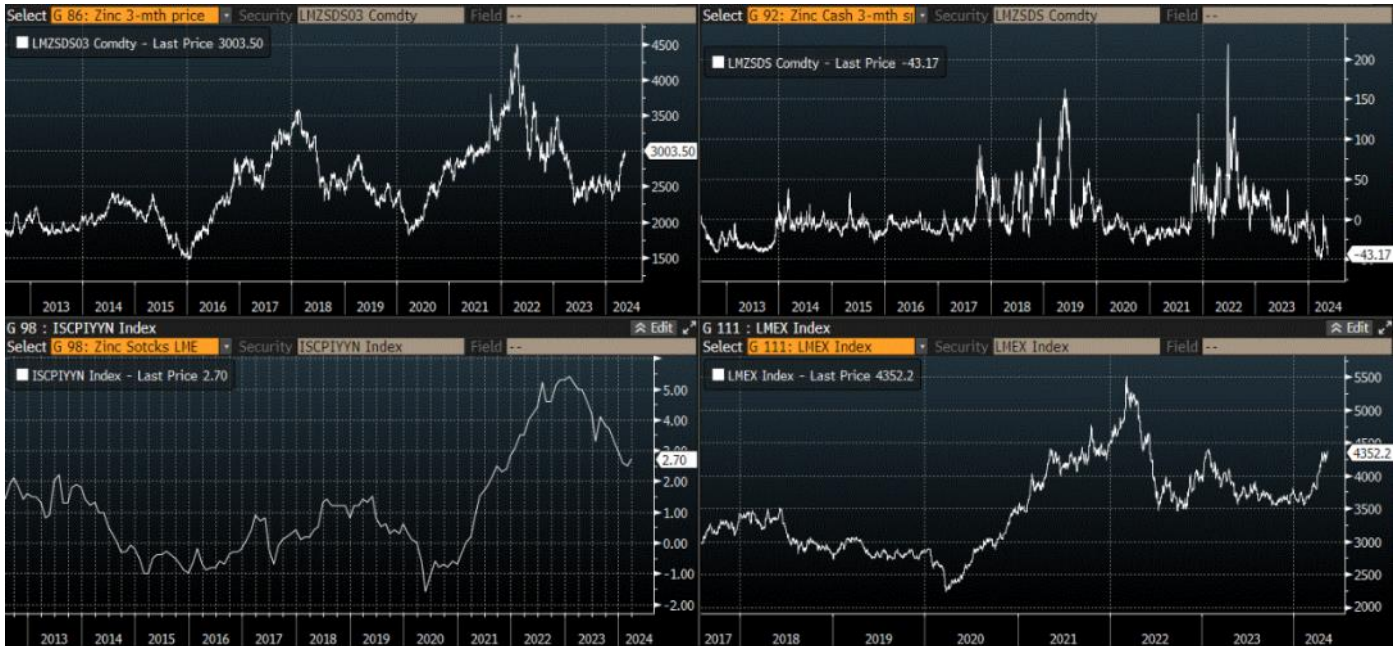 Select G 86: Zinc 3-mth price Security LMZSDS03 Comdty Field --
LMZSDS03 Comdty - Last Price 3003.50
4500
4000
3500
3003.50
2500
2000
1500
2013 2014 2015 2016 2017 2018 2019 2020 2021 2022 2023 2024
Select G 92: Zinc Cash 3-mth s Security LMZSDS Comdty Field --
LMZSDS Comdty - Last Price -43.17
200
150
100
50
0
-43.17
2013 2014 2015 2016 2017 2018 2019 2020 2021 2022 2023 2024
G 98 : ISCPIYYN Index Edit
Select G 98: Zinc Sotcks LME Security ISCPIYYN Index Field --
ISCPIYYN Index - Last Price 2.70
5.00
4.00
3.00
2.70
2.00
1.00
0.00
-1.00
-2.00
2013 2014 2015 2016 2017 2018 2019 2020 2021 2022 2023 2024
G 111 : LMEX Index Edit
Select G 111: LMEX Index Security LMEX Index Field --
LMEX Index - Last Price 4352.2
5500
5000
4500
4352.2
4000
3500
3000
2500
2000
2017 2018 2019 2020 2021 2022 2023 2024